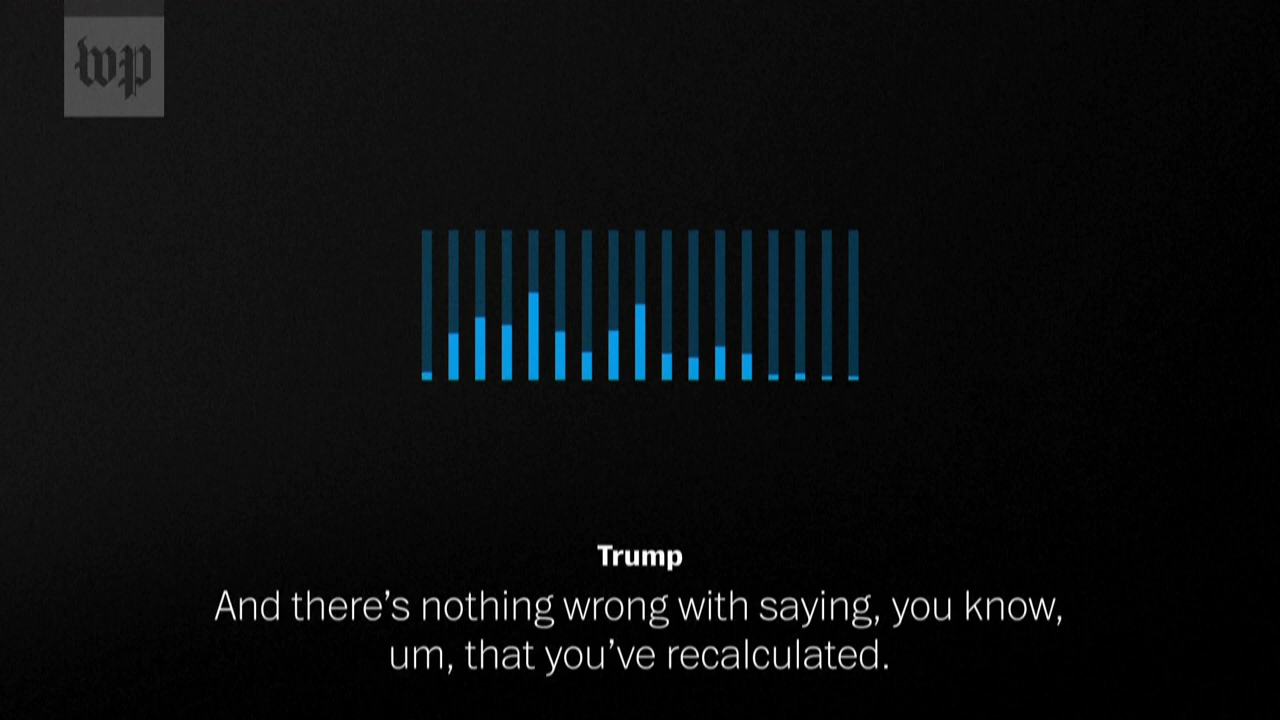 wp
Trump
And there’s nothing wrong with saying, you know,
um, that you’ve recalculated.